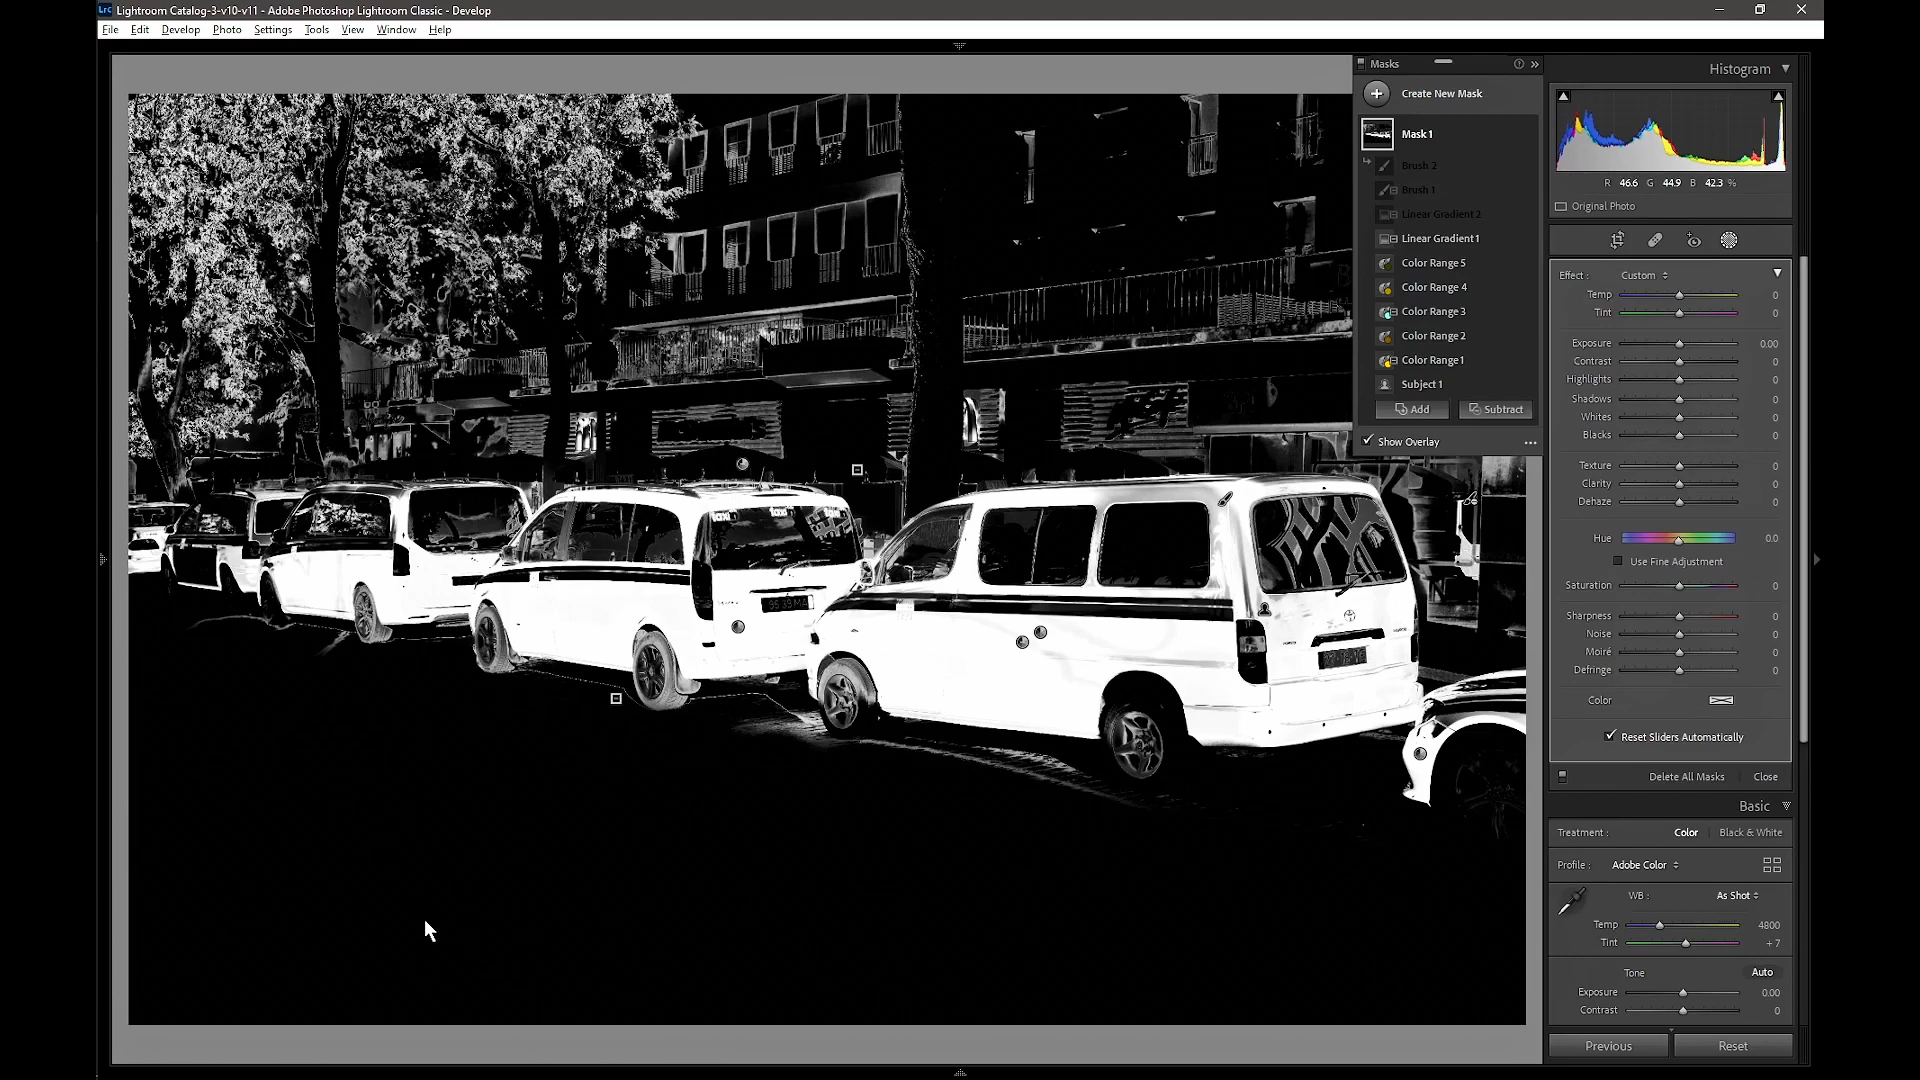 Lrc Lightroom Catalog-3-v10-v11 - Adobe Photoshop Lightroom Classic - Develop
File Edit Develop Photo Settings Tools View Window Help
Masks
Create New Mask
Mask 1
Brush 2
Brush 1
Linear Gradient 2
Linear Gradient 1
Color Range 5
Color Range 4
Color Range 3
Color Range 2
Color Range 1
Subject 1
Add Subtract
Show Overlay
Histogram
R 46.6 G 44.9 B 42.3 %
Original Photo
Effect : Custom
Temp 0
Tint 0
Exposure 0.00
Contrast 0
Highlights 0
Shadows 0
Whites 0
Blacks 0
Texture 0
Clarity 0
Dehaze 0
Hue 0.0
Use Fine Adjustment
Saturation 0
Sharpness 0
Noise 0
Moiré 0
Defringe 0
Color
Reset Sliders Automatically
Delete All Masks Close
Basic
Treatment : Color Black & White
Profile : Adobe Color
WB : As Shot
Temp 4800
Tint + 7
Tone Auto
Exposure 0.00
Contrast 0
Previous Reset
taxi taxi taxi